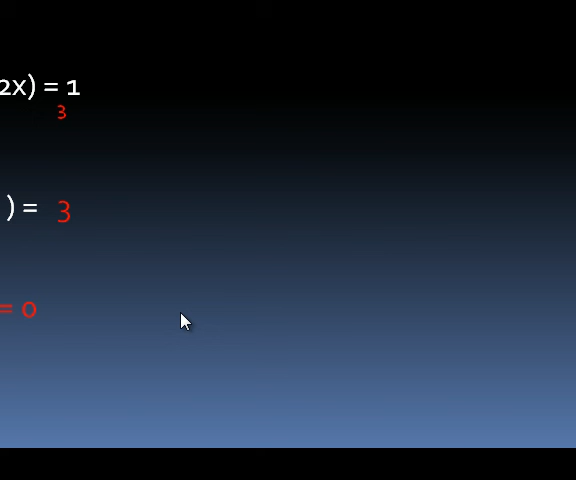 2x) = 1
3
) = 3
= 0